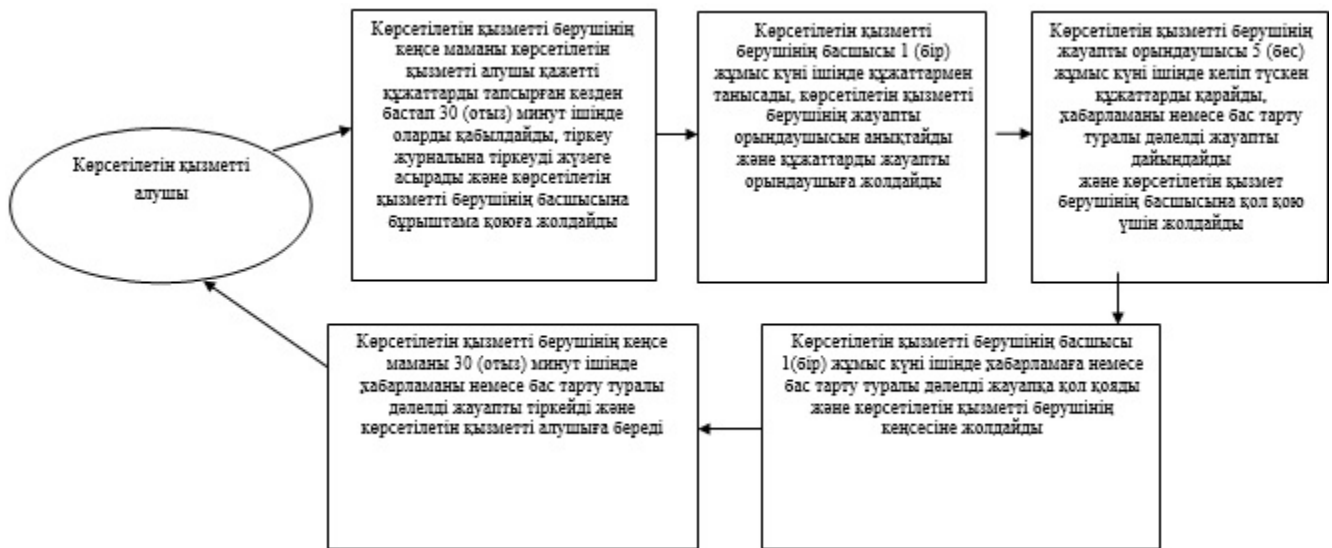 Көрсетілетін қызметті
алушы
Көрсетілетін қызметті берушінің
кеңсе маманы көрсетілетін
қызметті алушы қажетті
құжаттарды тапсырған кезден
бастап 30 (отыз) минут ішінде
оларды қабылдайды, тіркеу
журналына тіркеуді жүзеге
асырады және көрсетілетін
қызметті берушінің басшысына
бұрыштама қоюға жолдайды
Көрсетілетін қызметті
берушінің басшысы 1 (бір)
жұмыс күні ішінде құжаттармен
танысады, көрсетілетін қызметті
берушінің жауапты
орындаушысын анықтайды
және құжаттарды жауапты
орындаушыға жолдайды
Көрсетілетін қызметті берушінің
жауапты орындаушысы 5 (бес)
жұмыс күні ішінде келіп түскен
құжаттарды қарайды,
хабарламаны немесе бас тарту
туралы дәлелді жауапты
дайындайды
және көрсетілетін қызмет
берушінің басшысына қол қою
үшін жолдайды
Көрсетілетін қызметті берушінің басшысы
1(бір) жұмыс күні ішінде хабарламаға немесе
бас тарту туралы дәлелді жауапқа қол қояды
және көрсетілетін қызметті берушінің
кеңсесіне жолдайды
Көрсетілетін қызметті берушінің кеңсе
маманы 30 (отыз) минут ішінде
хабарламаны немесе бас тарту туралы
дәлелді жауапты тіркейді және
көрсетілетін қызметті алушыға береді